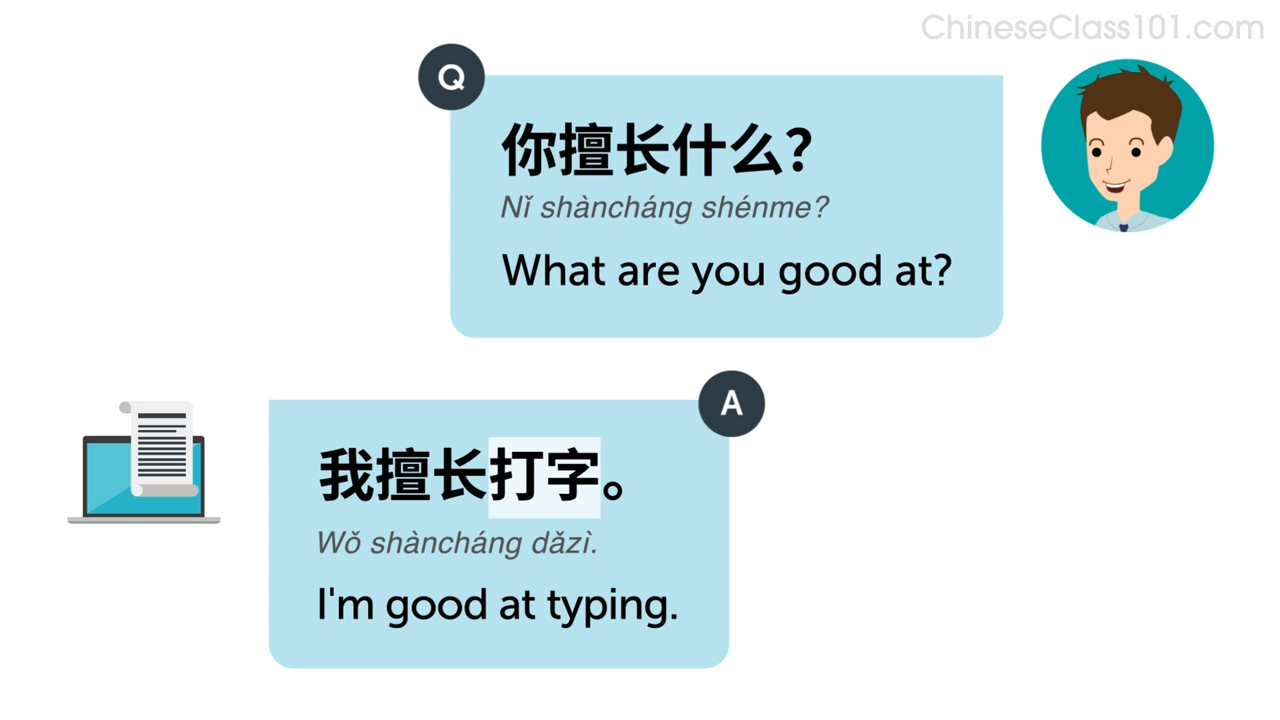 ChineseClass101.com
Q
你擅长什么?
Nǐ shàncháng shénme?
What are you good at?
A
我擅长打字。
Wǒ shàncháng dǎzì.
I'm good at typing.